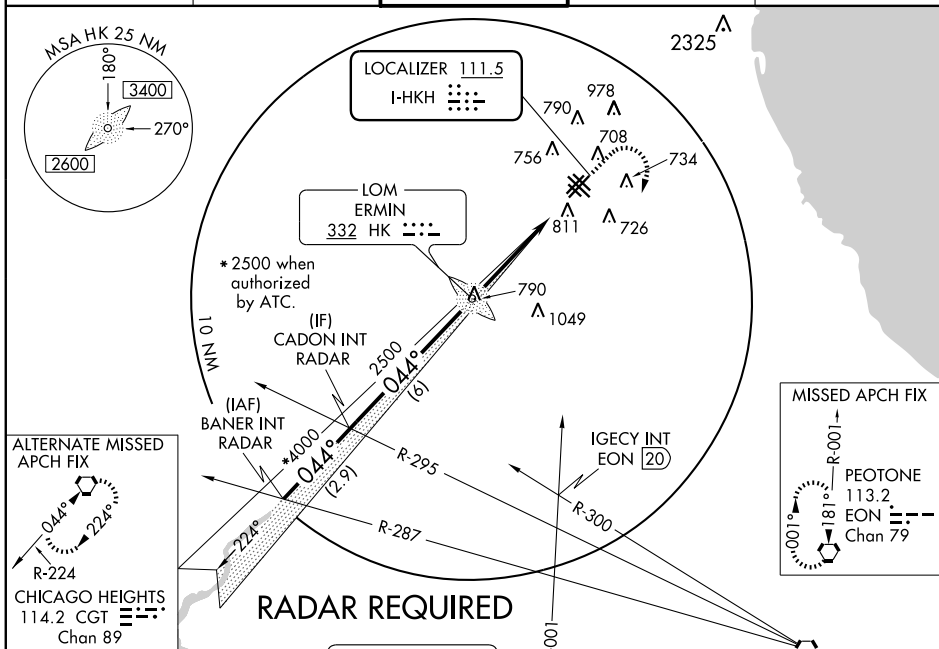 MSA HK 25 NM
180°
3400
270°
2600
LOCALIZER 111.5
I-HKH
2325
790
978
756
708
734
811
726
LOM
ERMIN
332 HK
790
1049
* 2500 when
authorized
by ATC.
10 NM
(IF)
CADON INT
RADAR
2500
044°
(6)
(IAF)
BANER INT
RADAR
*4000
044°
(2.9)
224°
R-295
R-287
IGECY INT
EON 20
R-300
001
ALTERNATE MISSED
APCH FIX
044°
224°
R-224
CHICAGO HEIGHTS
114.2 CGT
Chan 89
RADAR REQUIRED
MISSED APCH FIX
R-001
001°
181°
PEOTONE
113.2
EON
Chan 79